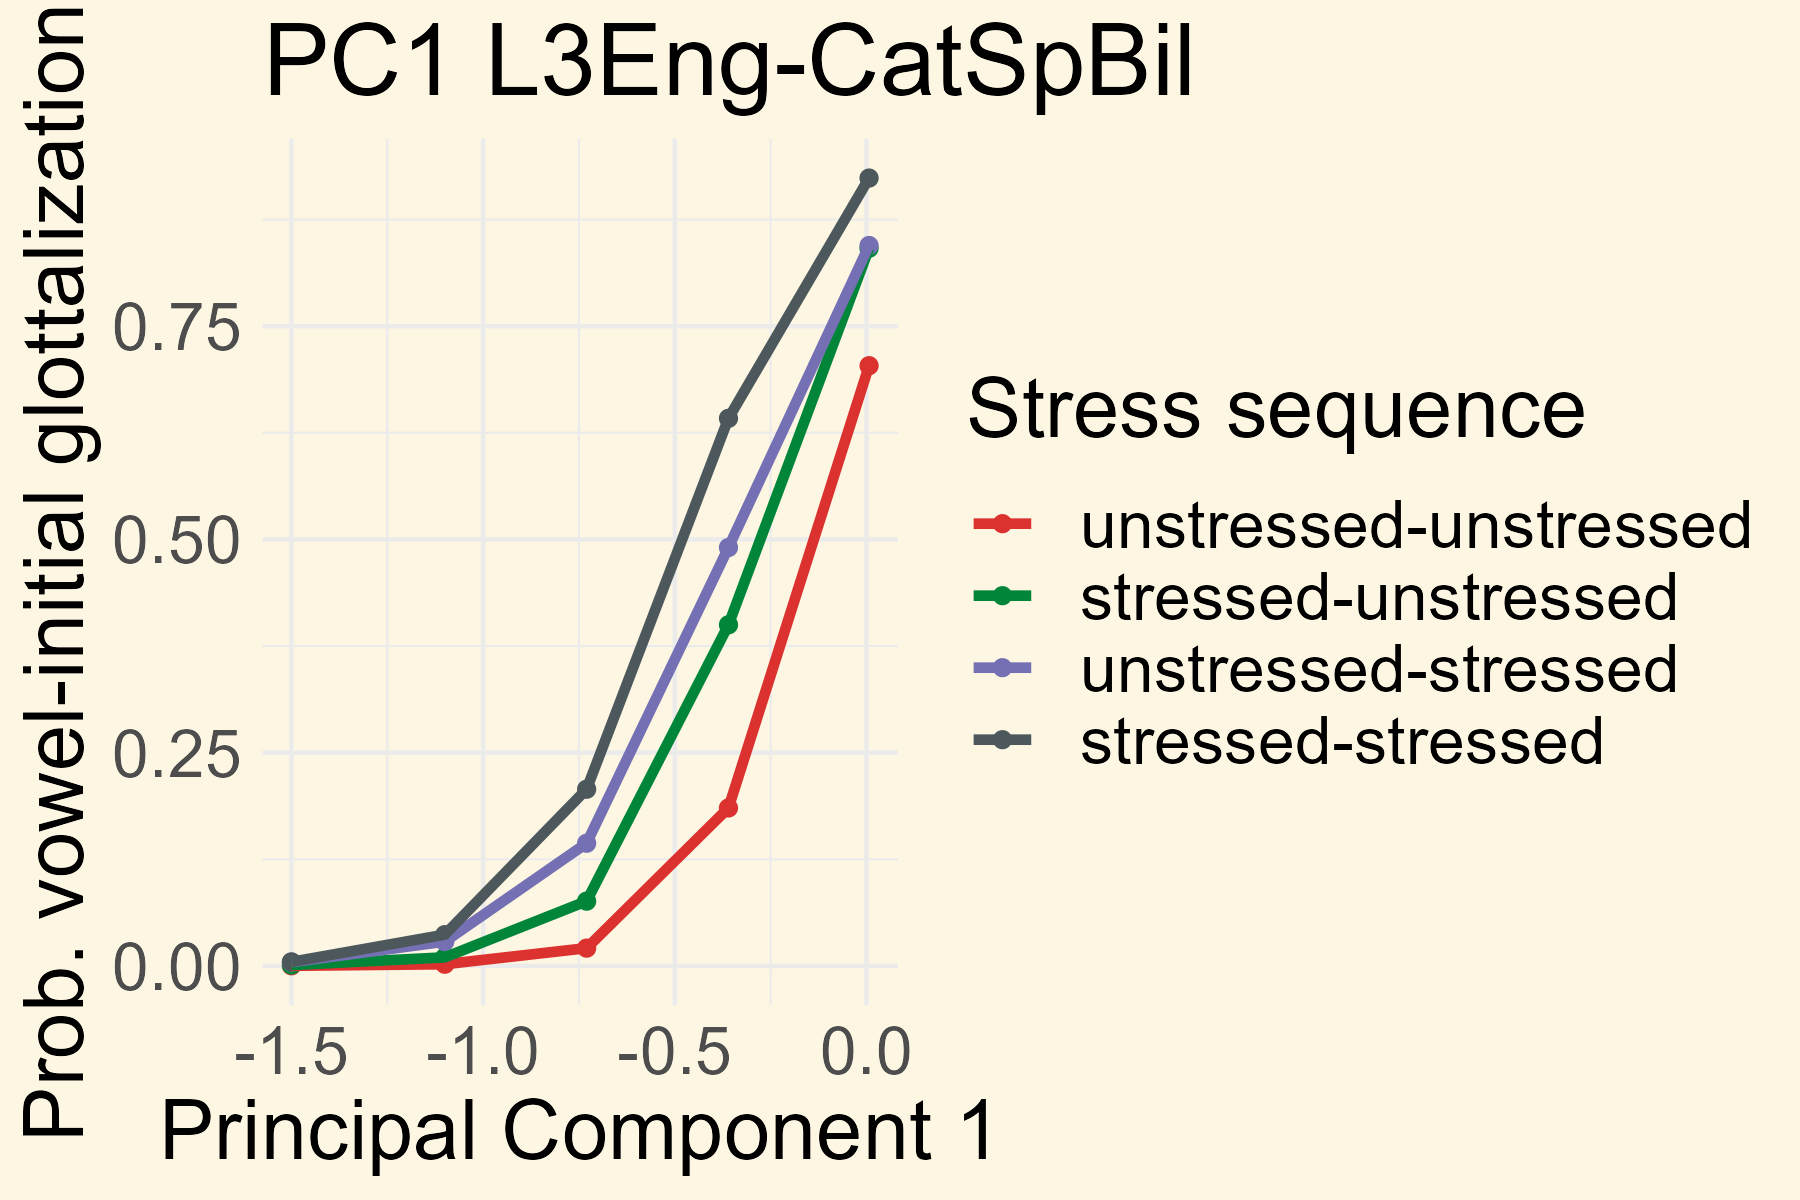 PC1 L3Eng-CatSpBil
Prob. vowel-initial glottalization
0.75
0.50
0.25
0.00
-1.5 -1.0 -0.5 0.0
Principal Component 1
Stress sequence
unstressed-unstressed
stressed-unstressed
unstressed-stressed
stressed-stressed